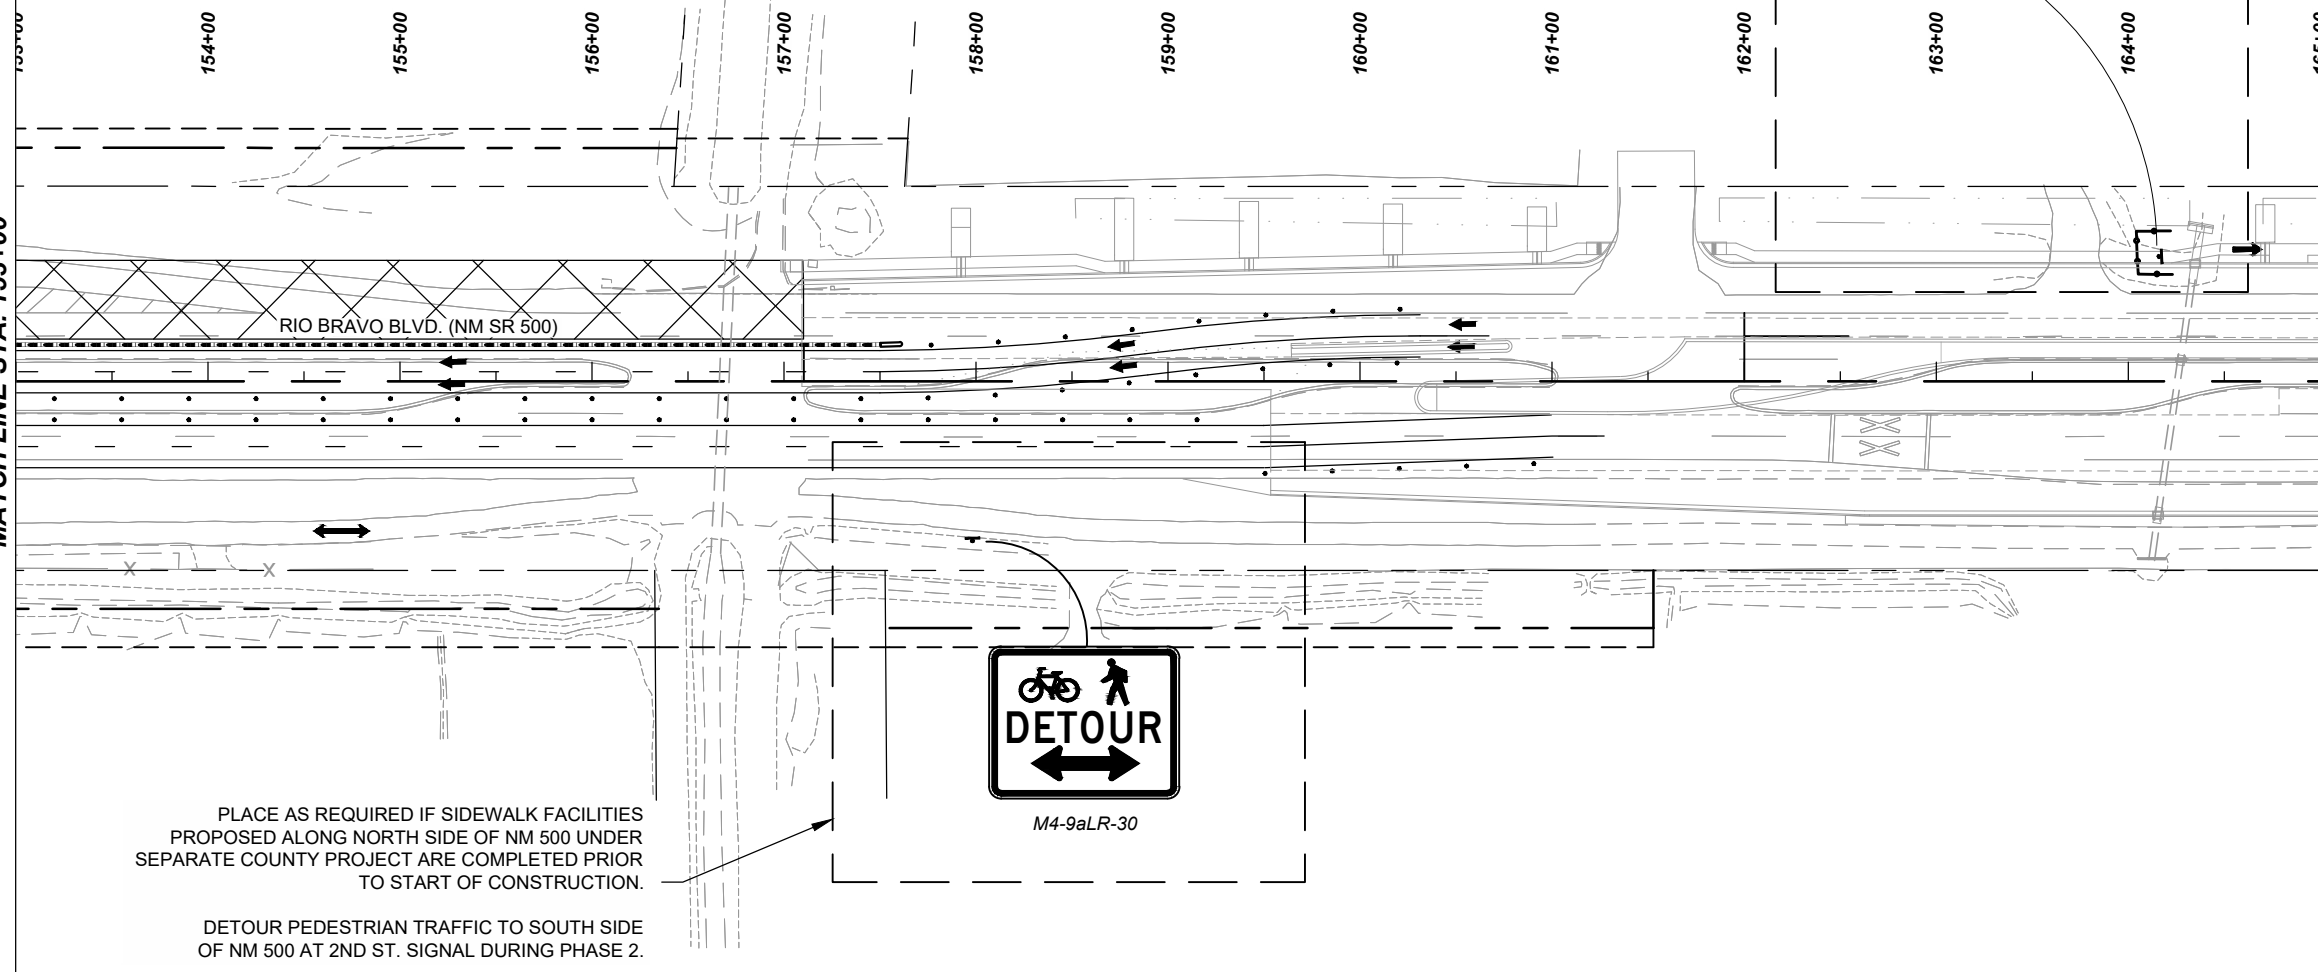 154+00
155+00
156+00
157+00
158+00
159+00
160+00
161+00
162+00
163+00
164+00
RIO BRAVO BLVD. (NM SR 500)
X X
DETOUR
M4-9aLR-30
PLACE AS REQUIRED IF SIDEWALK FACILITIES
PROPOSED ALONG NORTH SIDE OF NM 500 UNDER
SEPARATE COUNTY PROJECT ARE COMPLETED PRIOR
TO START OF CONSTRUCTION.
DETOUR PEDESTRIAN TRAFFIC TO SOUTH SIDE
OF NM 500 AT 2ND ST. SIGNAL DURING PHASE 2.